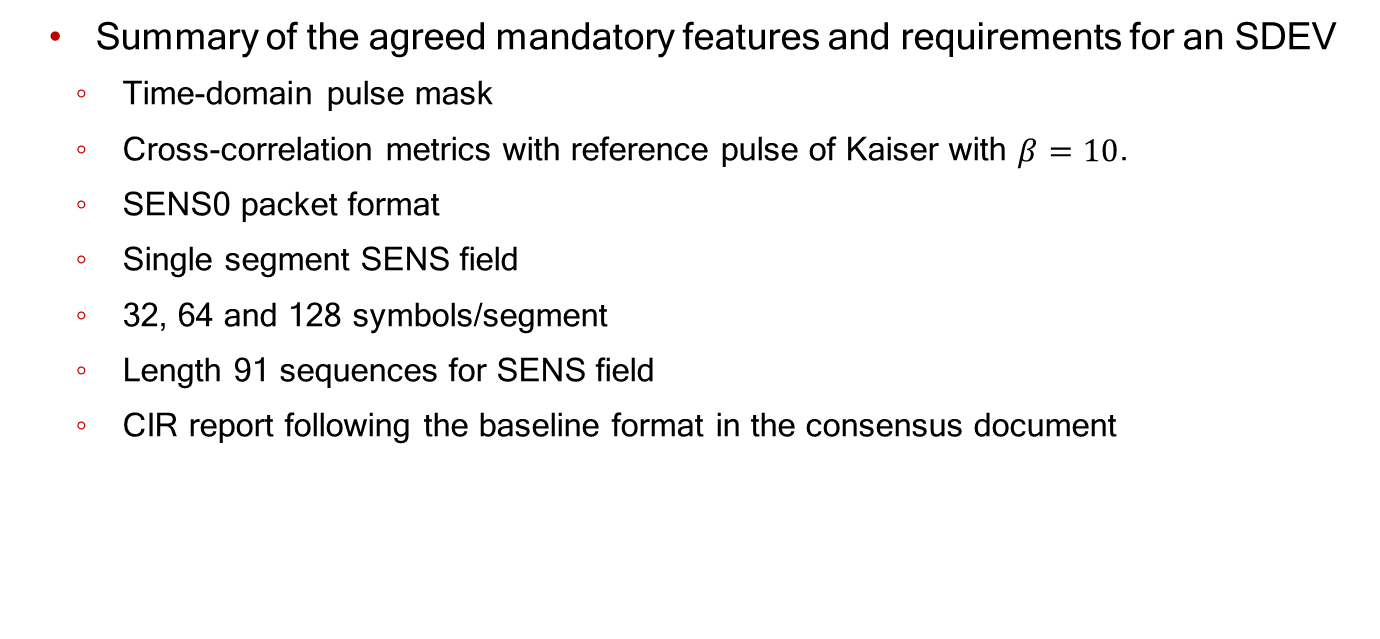 • Summary of the agreed mandatory features and requirements for an SDEV
◦ Time-domain pulse mask
◦ Cross-correlation metrics with reference pulse of Kaiser with β = 10.
◦ SENS0 packet format
◦ Single segment SENS field
◦ 32, 64 and 128 symbols/segment
◦ Length 91 sequences for SENS field
◦ CIR report following the baseline format in the consensus document